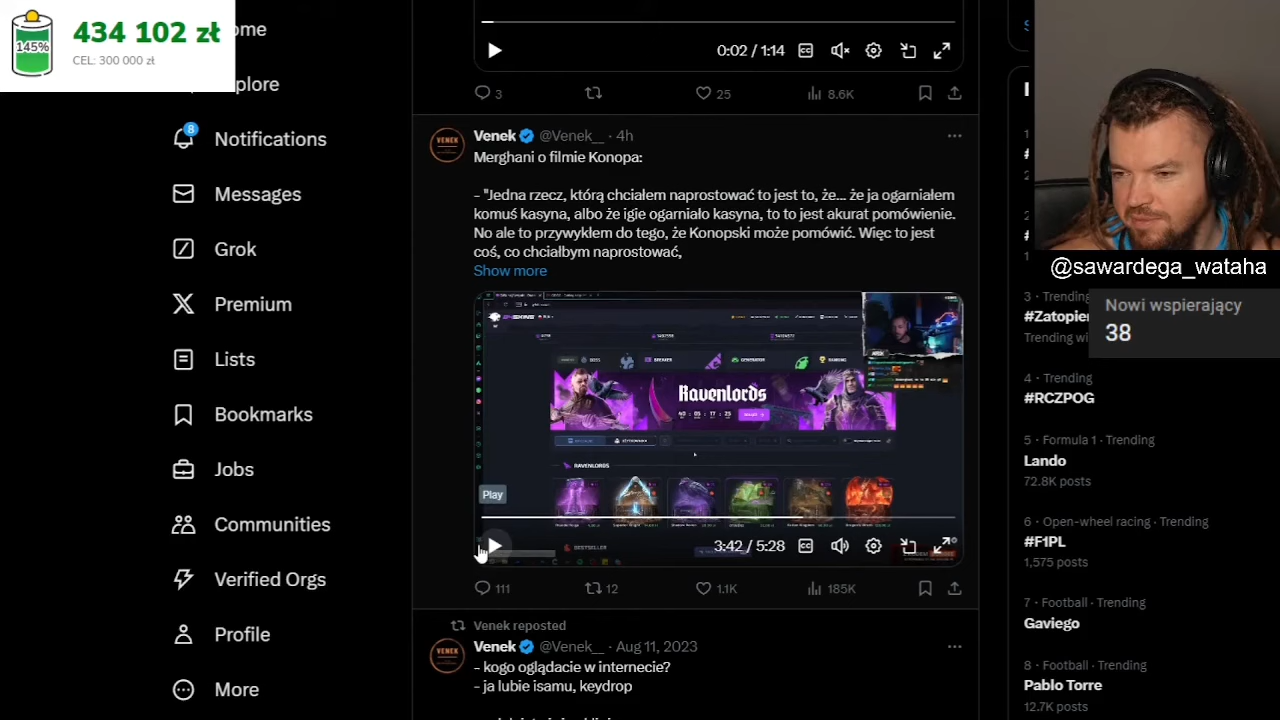 434 102 zł
145%
CEL: 300 000 zł
ome
plore
8
Notifications
Messages
Grok
Premium
Lists
Bookmarks
Jobs
Communities
Verified Orgs
Profile
More
0:02 / 1:14
3
25
8.6K
VENEK
Venek @Venek__ · 4h
Merghani o filmie Konopa:
- "Jedna rzecz, którą chciałem naprostować to jest to, że... że ja ogarniałem
komuś kasyna, albo że igie ogarniało kasyna, to to jest akurat pomówienie.
No ale to przywykłem do tego, że Konopski może pomówić. Więc to jest
coś, co chciałbym naprostować,
Show more
Ravenlords
RAVENLORDS
BESTSELLER
Play
3:42 / 5:28
111
12
1.1K
185K
Venek reposted
VENEK
Venek @Venek__ · Aug 11, 2023
- kogo oglądacie w internecie?
- ja lubie isamu, keydrop
@sawardega_wataha
Nowi wspierający
38
3 · Trending
#Zatopie
Trending wi
4 · Trending
#RCZPOG
5 · Formula 1 · Trending
Lando
72.8K posts
6 · Open-wheel racing · Trending
#F1PL
1,575 posts
7 · Football · Trending
Gaviego
8 · Football · Trending
Pablo Torre
12.7K posts